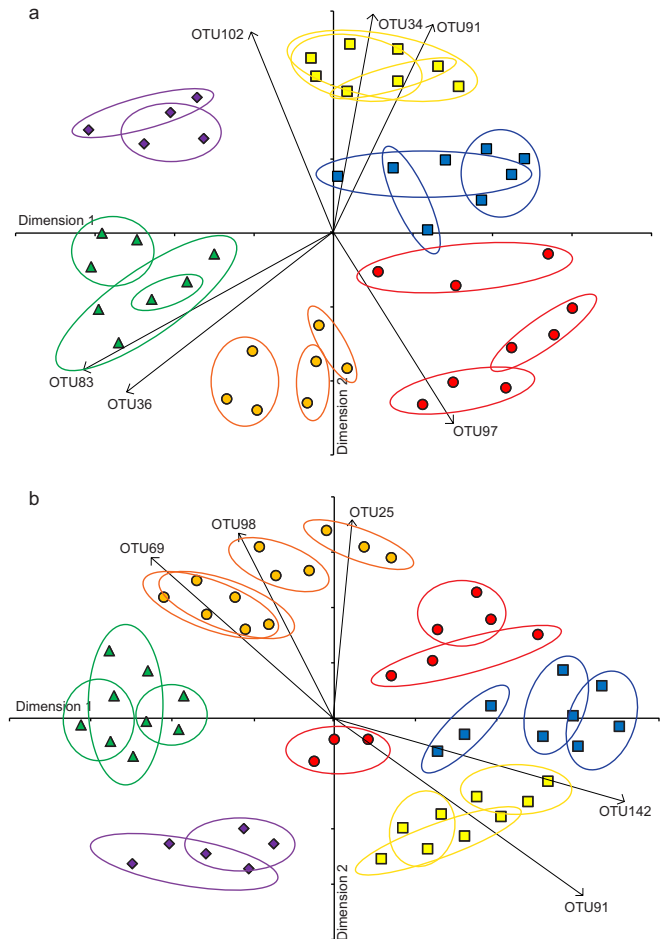 a
OTU102
OTU34
OTU91
Dimension 1
OTU83
OTU36
Dimension 2
OTU97
b
OTU25
OTU98
OTU69
Dimension 1
OTU142
Dimension 2
OTU91